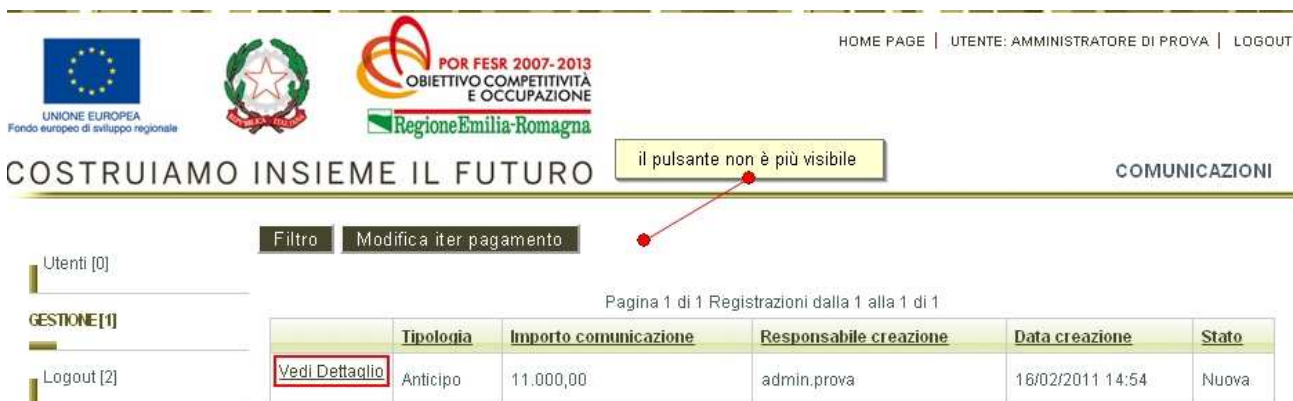 HOME PAGE | UTENTE: AMMINISTRATORE DI PROVA | LOGOUT
UNIONE EUROPEA
Fondo europeo di sviluppo regionale
REPVBBLICA ITALIANA
POR FESR 2007-2013
OBIETTIVO COMPETITIVITÀ
E OCCUPAZIONE
RegioneEmilia-Romagna
COSTRUIAMO INSIEME IL FUTURO
il pulsante non è più visibile
COMUNICAZIONI
Filtro Modifica iter pagamento
Utenti [0]
GESTIONE[1]
Logout [2]
Pagina 1 di 1 Registrazioni dalla 1 alla 1 di 1
Tipologia Importo comunicazione Responsabile creazione Data creazione Stato
Vedi Dettaglio Anticipo 11.000,00 admin.prova 16/02/2011 14:54 Nuova